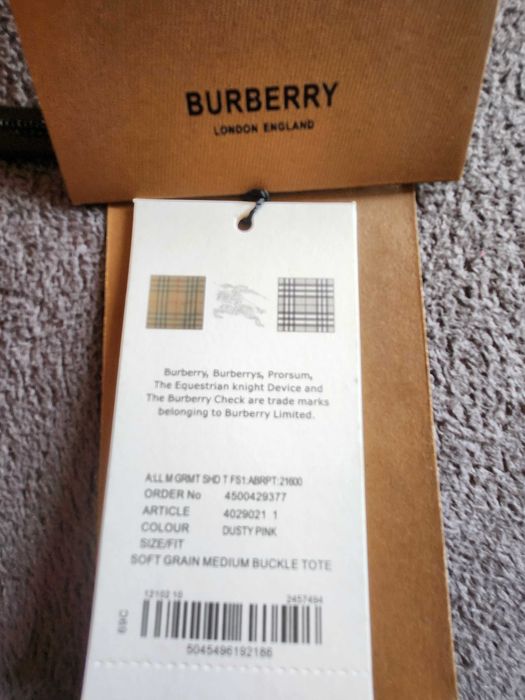 BURBERRY
LONDON ENGLAND
Burberry, Burberrys, Prorsum,
The Equestrian knight Device and
The Burberry Check are trade marks
belonging to Burberry Limited.
A:LL M GRMT SHD T FS1:ABRPT:21600
ORDER No 4500429377
ARTICLE 4029021 1
COLOUR DUSTY PINK
SIZE/FIT
SOFT GRAIN MEDIUM BUCKLE TOTE
12102 10 2457494
69C
5045496192186